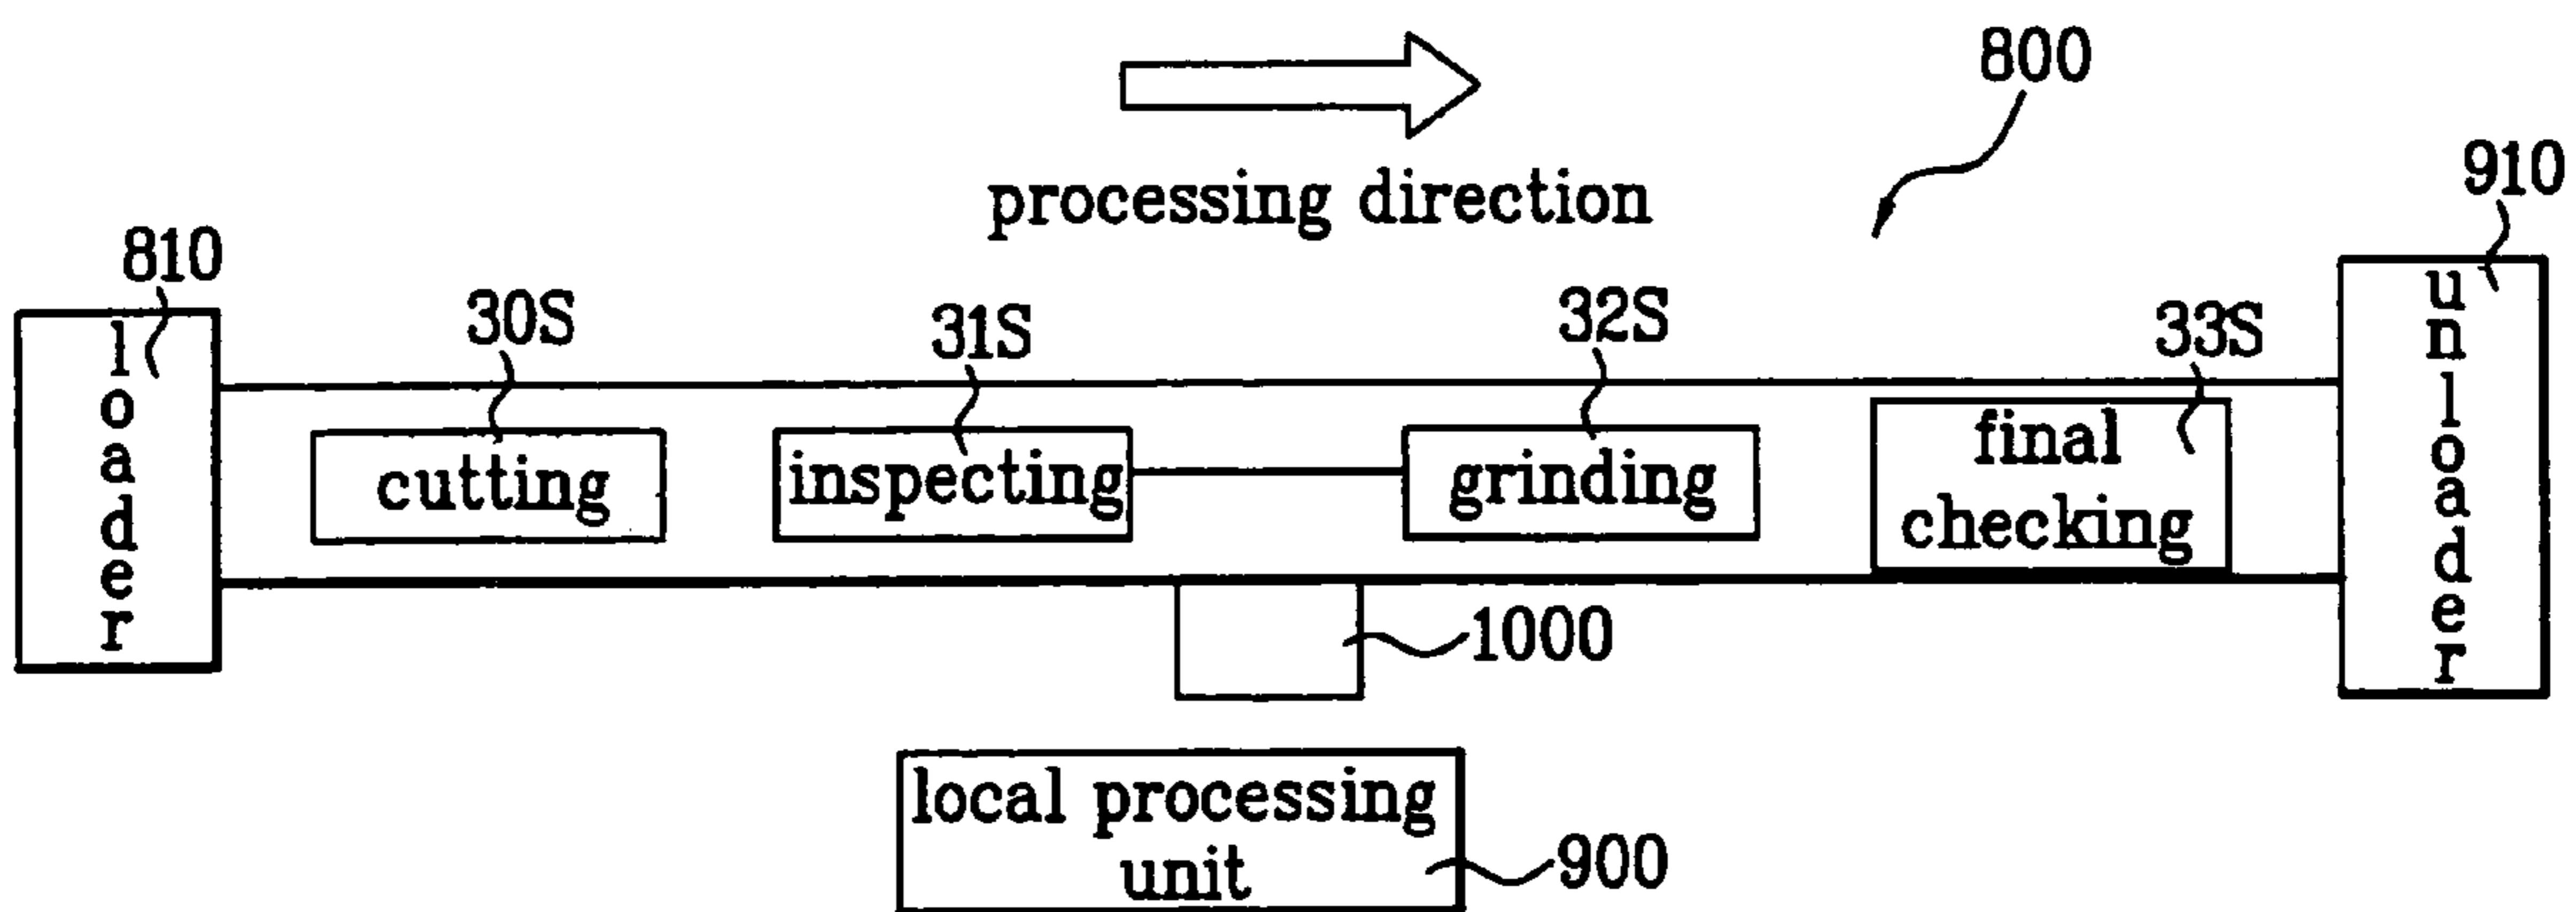 800
processing direction
910
810
30S
31S
32S
33S
loader
cutting
inspecting
grinding
final
checking
unloader
1000
local processing
unit
900